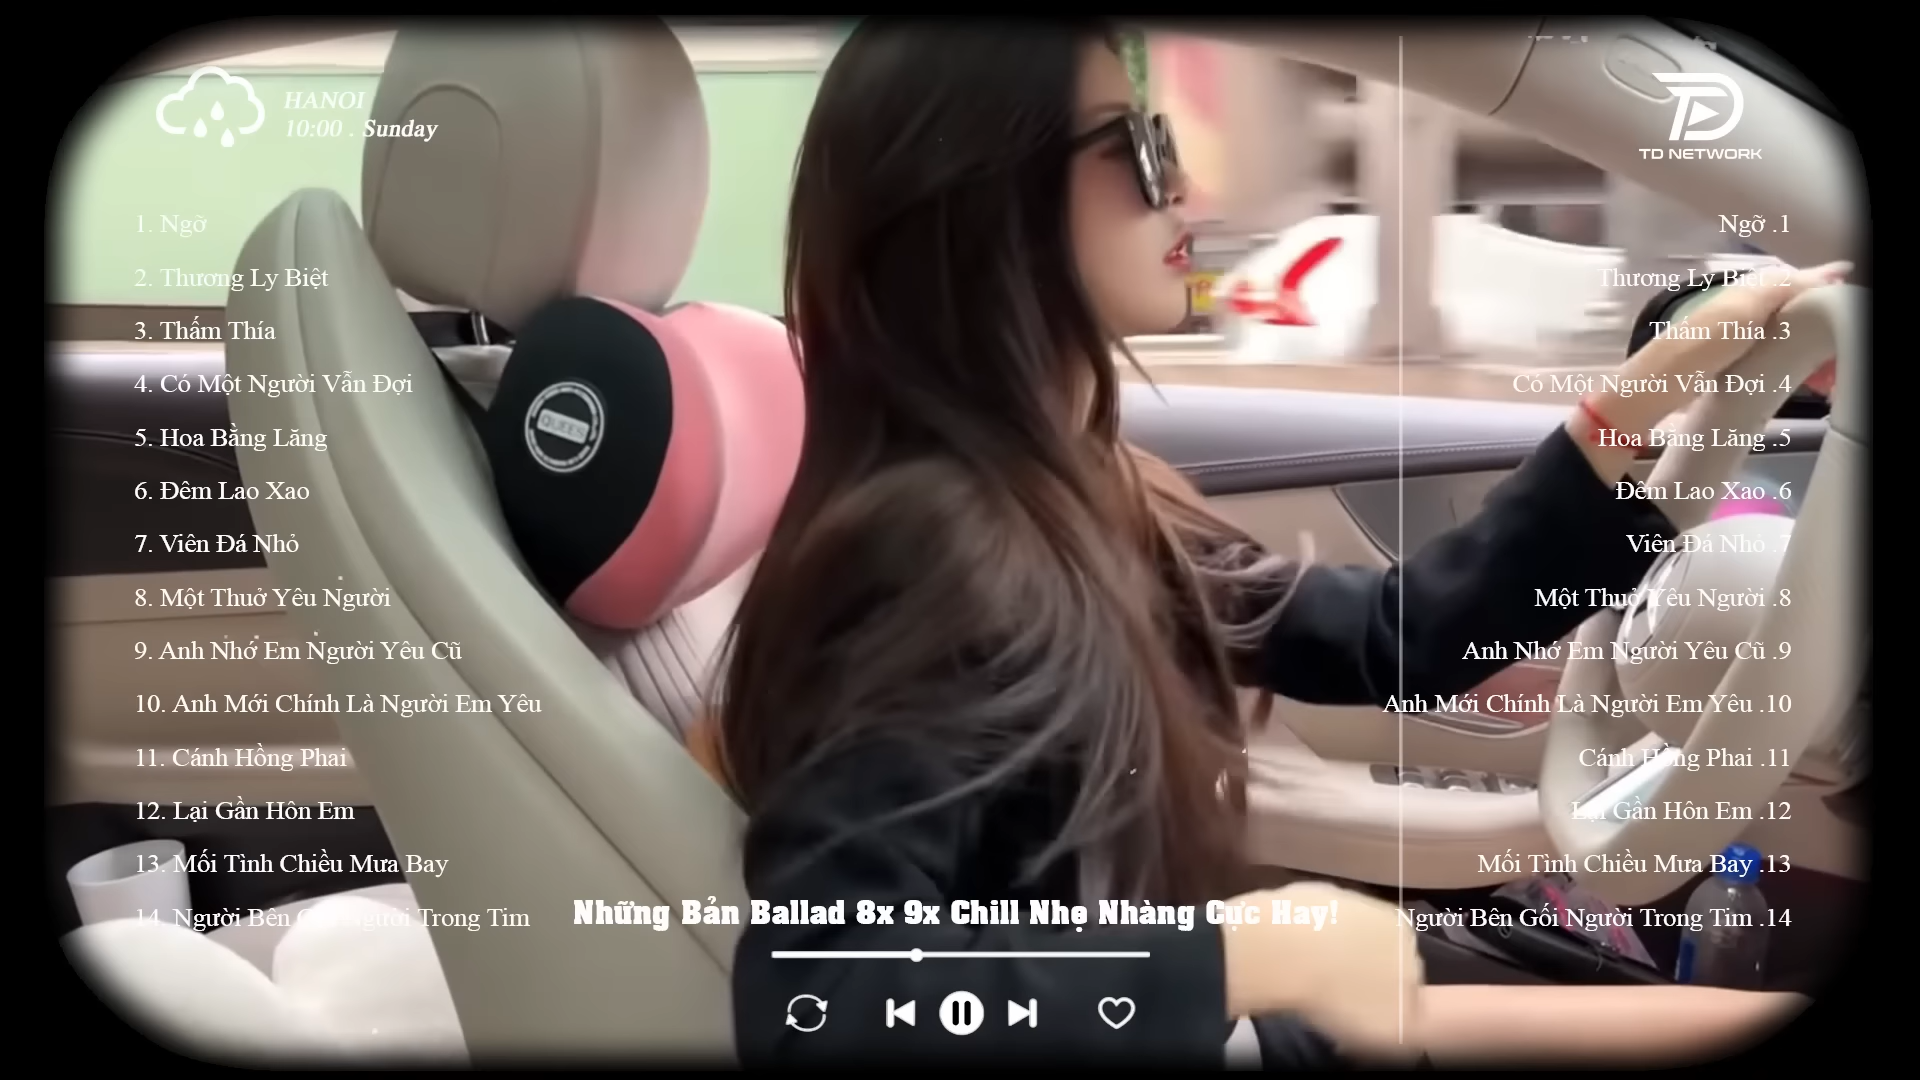 HANOI
10:00 . Sunday
TD NETWORK
1. Ngỡ
2. Thương Ly Biệt
3. Thấm Thía
4. Có Một Người Vẫn Đợi
5. Hoa Bằng Lăng
6. Đêm Lao Xao
7. Viên Đá Nhỏ
8. Một Thuở Yêu Người
9. Anh Nhớ Em Người Yêu Cũ
10. Anh Mới Chính Là Người Em Yêu
11. Cánh Hồng Phai
12. Lại Gần Hôn Em
13. Mối Tình Chiều Mưa Bay
14. Người Bên Gối Người Trong Tim
Ngỡ .1
Thương Ly Biệt .2
Thấm Thía .3
Có Một Người Vẫn Đợi .4
Hoa Bằng Lăng .5
Đêm Lao Xao .6
Viên Đá Nhỏ .7
Một Thuở Yêu Người .8
Anh Nhớ Em Người Yêu Cũ .9
Anh Mới Chính Là Người Em Yêu .10
Cánh Hồng Phai .11
Lại Gần Hôn Em .12
Mối Tình Chiều Mưa Bay .13
Người Bên Gối Người Trong Tim .14
QUEES
Những Bản Ballad 8x 9x Chill Nhẹ Nhàng Cực Hay!